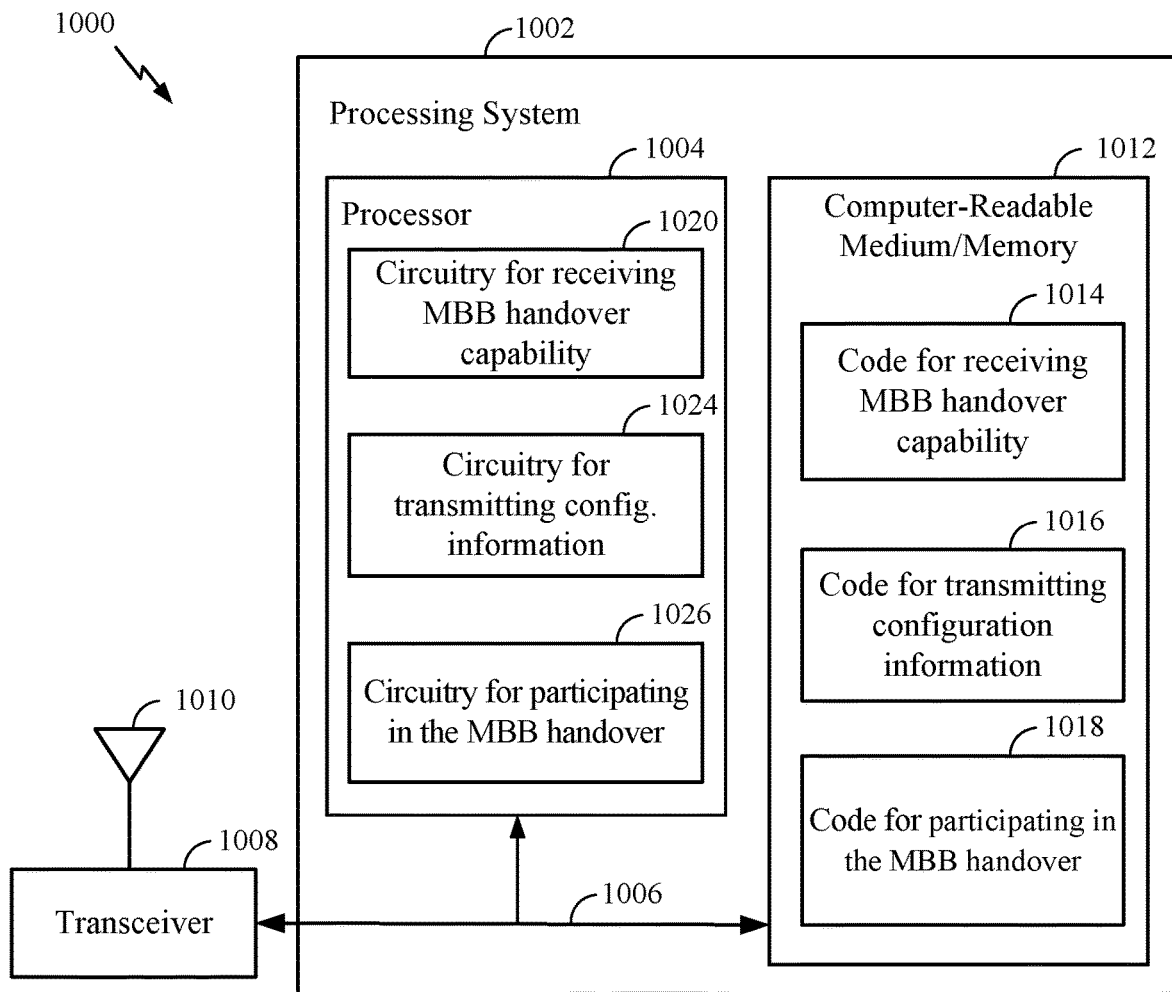 1000
1002
Processing System
1004
Processor
1020
Circuitry for receiving
MBB handover
capability
1024
Circuitry for
transmitting config.
information
1026
Circuitry for participating
in the MBB handover
1012
Computer-Readable
Medium/Memory
1014
Code for receiving
MBB handover
capability
1016
Code for transmitting
configuration
information
1018
Code for participating in
the MBB handover
1010
1008
Transceiver
1006